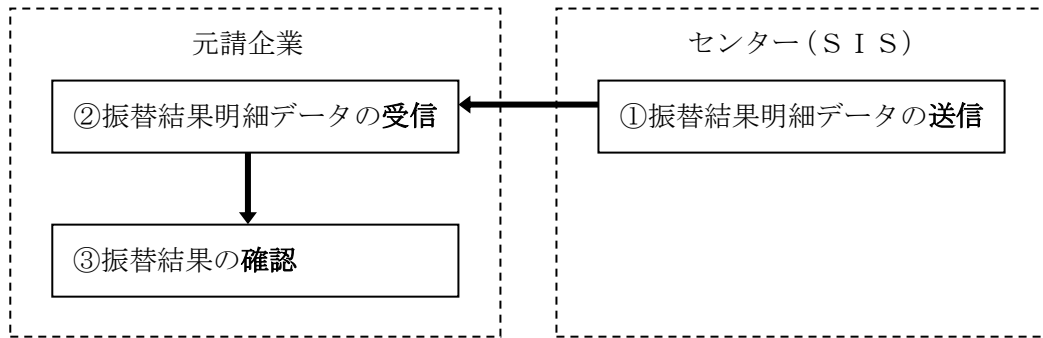 元請企業
センター(ＳＩＳ)
②振替結果明細データの受信
①振替結果明細データの送信
③振替結果の確認